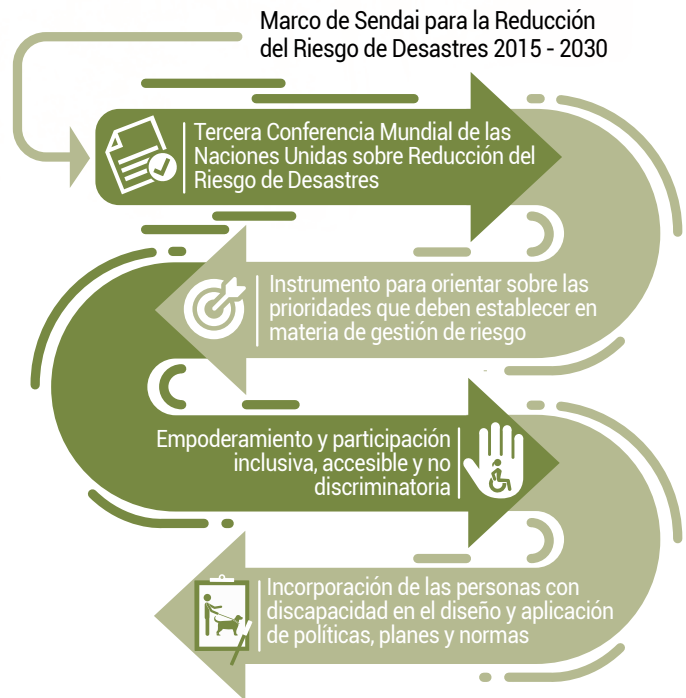 Marco de Sendai para la Reducción
del Riesgo de Desastres 2015 - 2030
Tercera Conferencia Mundial de las
Naciones Unidas sobre Reducción del
Riesgo de Desastres
Instrumento para orientar sobre las
prioridades que deben establecer en
materia de gestión de riesgo
Empoderamiento y participación
inclusiva, accesible y no
discriminatoria
Incorporación de las personas con
discapacidad en el diseño y aplicación
de políticas, planes y normas